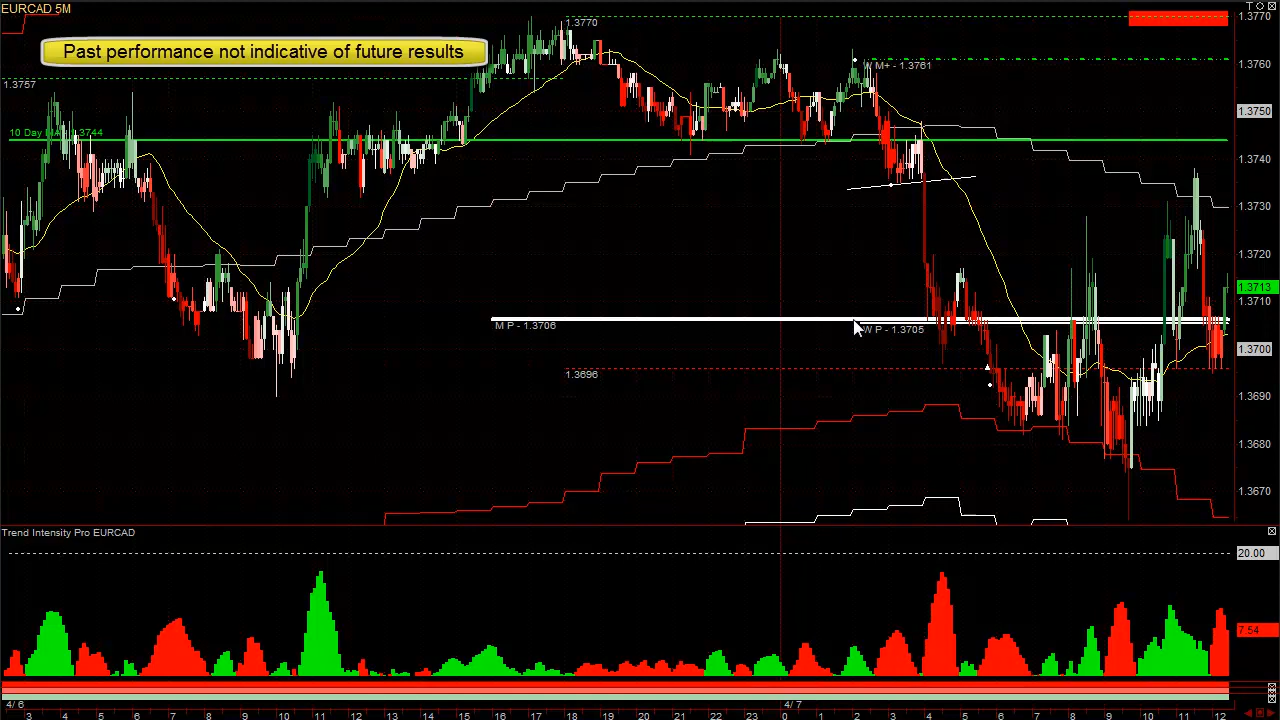 EURCAD 5M
T
1.3770
1.3770
Past performance not indicative of future results
W M+ - 1.3761
1.3760
1.3757
1.3750
10 Day MA - 1.3744
1.3740
1.3730
1.3720
1.3713
1.3710
M P - 1.3706
W P - 1.3705
1.3700
1.3696
1.3690
1.3680
1.3670
Trend Intensity Pro EURCAD
20.00
7.54
4/ 6
4/ 7
3 4 5 6 7 8 9 10 11 12 13 14 15 16 17 18 19 20 21 22 23 0 1 2 3 4 5 6 7 8 9 10 11 12